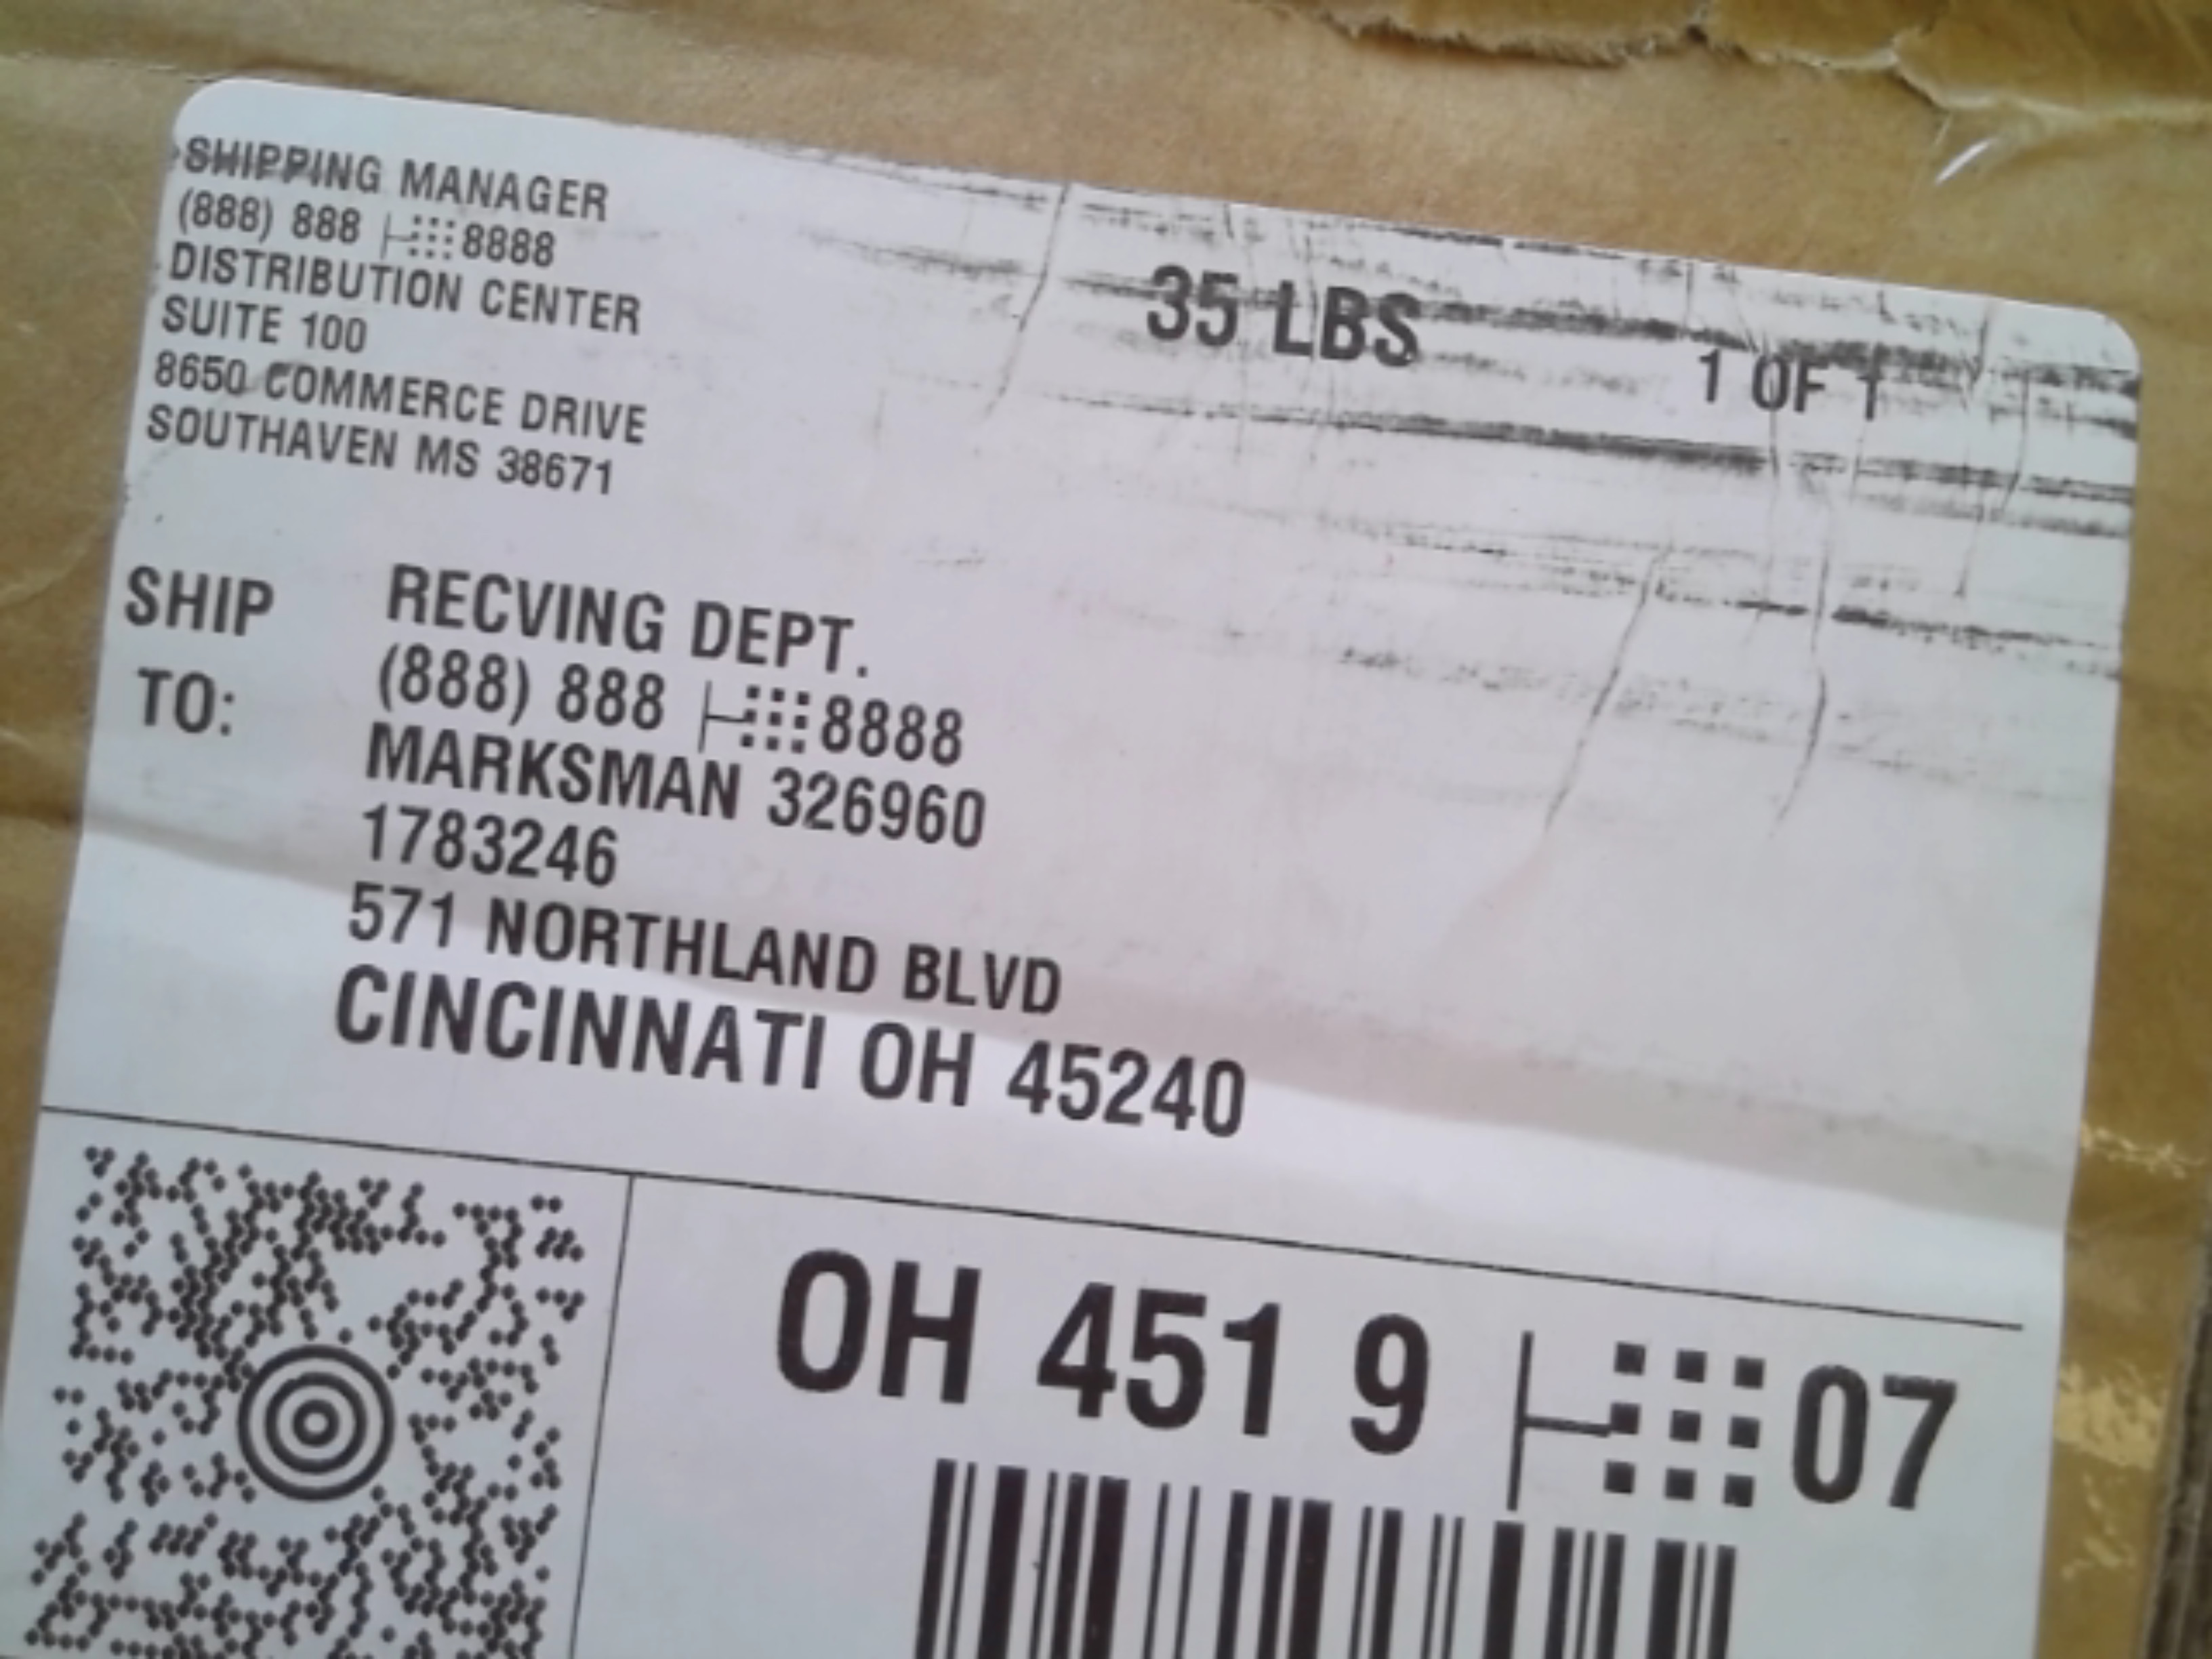 SHIPPING MANAGER
(888) 888 8888
DISTRIBUTION CENTER
SUITE 100
8650 COMMERCE DRIVE
SOUTHAVEN MS 38671
35 LBS
1 OF 1
SHIP TO:
RECVING DEPT.
(888) 888 8888
MARKSMAN 326960
1783246
571 NORTHLAND BLVD
CINCINNATI OH 45240
OH 451 9 07